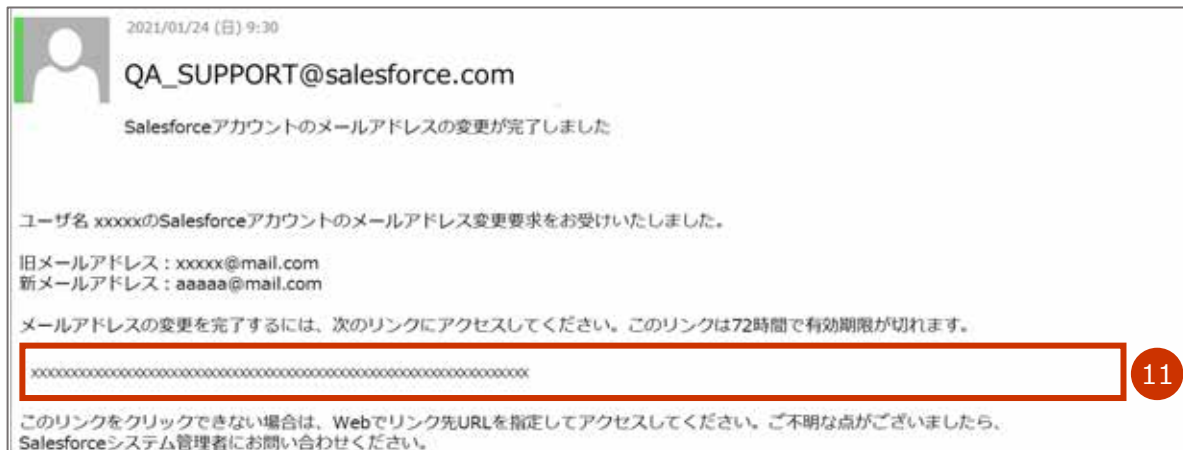 2021/01/24 (日) 9:30
QA_SUPPORT@salesforce.com
Salesforceアカウントのメールアドレスの変更が完了しました
ユーザ名 xxxxxのSalesforceアカウントのメールアドレス変更要求をお受けいたしました。
旧メールアドレス：xxxxx@mail.com
新メールアドレス：aaaaa@mail.com
メールアドレスの変更を完了するには、次のリンクにアクセスしてください。このリンクは72時間で有効期限が切れます。
11
このリンクをクリックできない場合は、Webでリンク先URLを指定してアクセスしてください。ご不明な点がございましたら、
Salesforceシステム管理者にお問い合わせください。